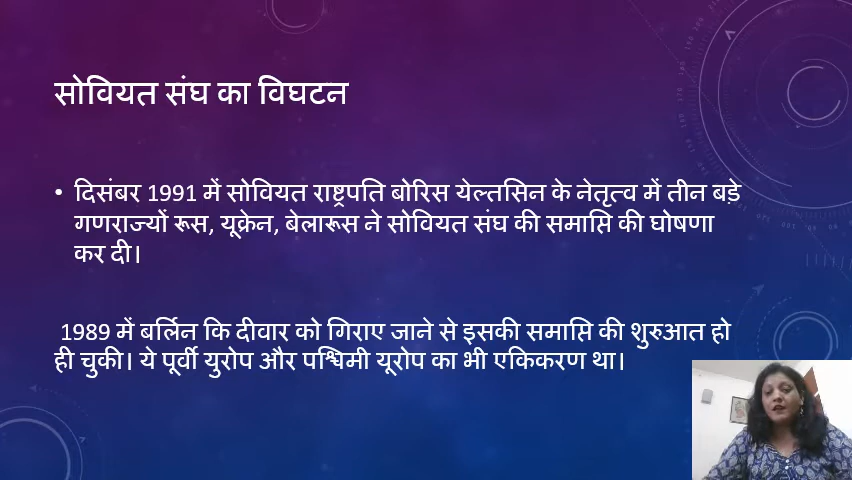 सोवियत संघ का विघटन
• दिसंबर 1991 में सोवियत राष्ट्रपति बोरिस येल्तसिन के नेतृत्व में तीन बड़े
गणराज्यों रूस, यूक्रेन, बेलारूस ने सोवियत संघ की समाप्ति की घोषणा
कर दी।
1989 में बर्लिन कि दीवार को गिराए जाने से इसकी समाप्ति की शुरुआत हो
ही चुकी। ये पूर्वी युरोप और पश्चिमी यूरोप का भी एकिकरण था।